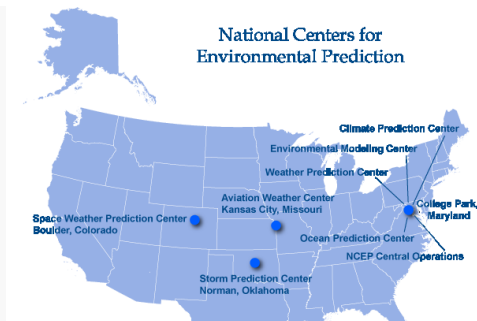 National Centers for
Environmental Prediction
Climate Prediction Center
Environmental Modeling Center
Weather Prediction Center
Aviation Weather Center
Kansas City, Missouri
College Park,
Maryland
Space Weather Prediction Center
Boulder, Colorado
Ocean Prediction Center
NCEP Central Operations
Storm Prediction Center
Norman, Oklahoma